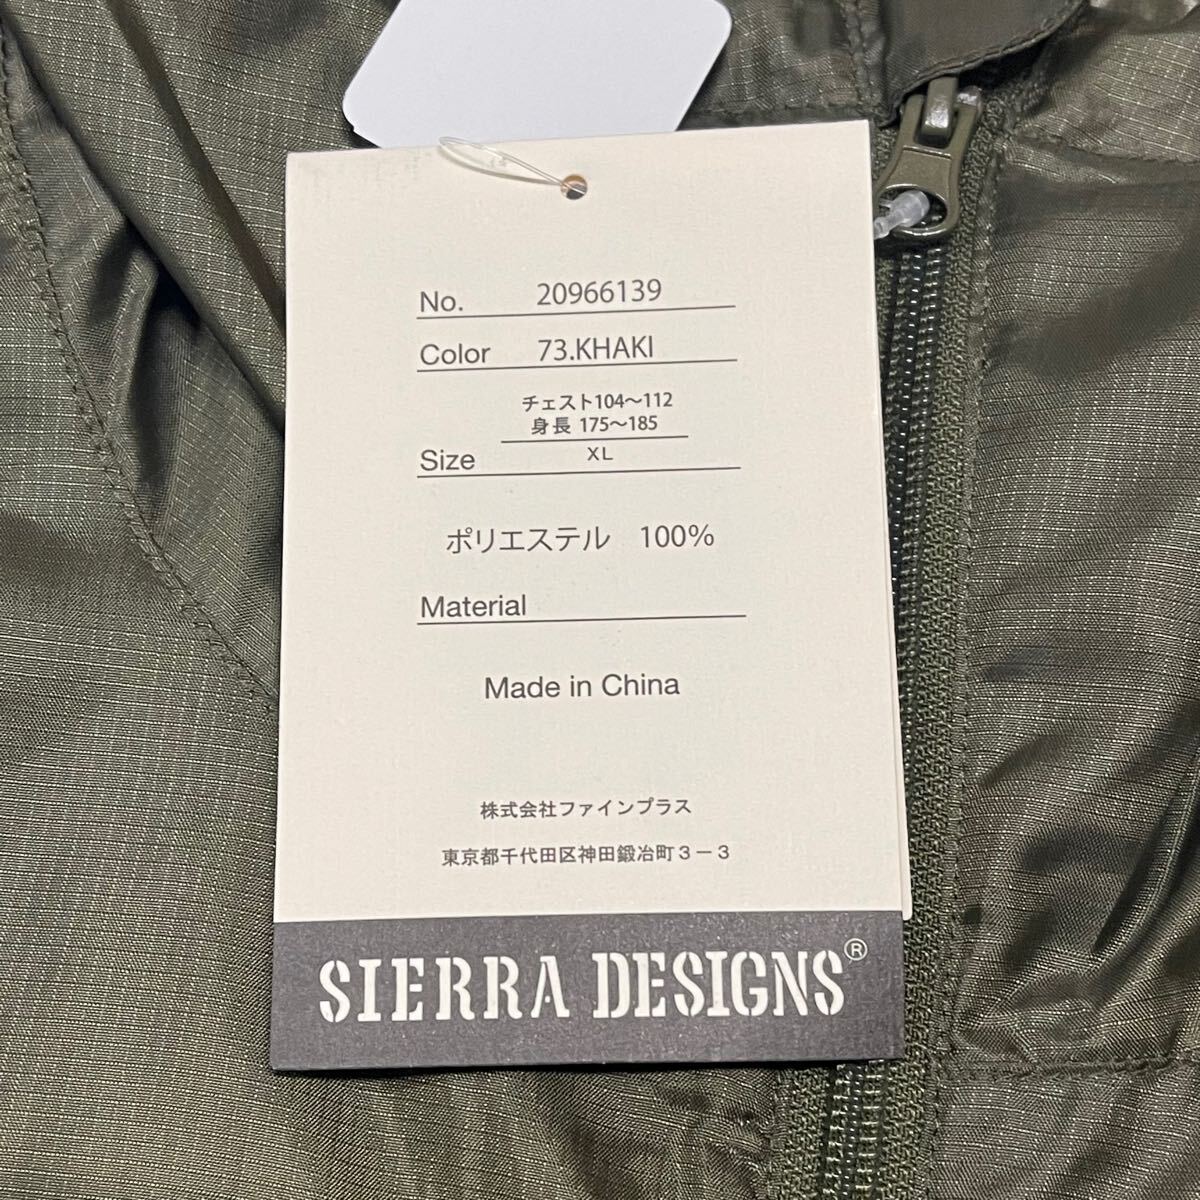 No. 20966139
Color 73.KHAKI
チェスト104〜112
身長 175〜185
Size XL
ポリエステル 100%
Material
Made in China
株式会社ファインプラス
東京都千代田区神田鍛冶町3－3
SIERRA DESIGNS®